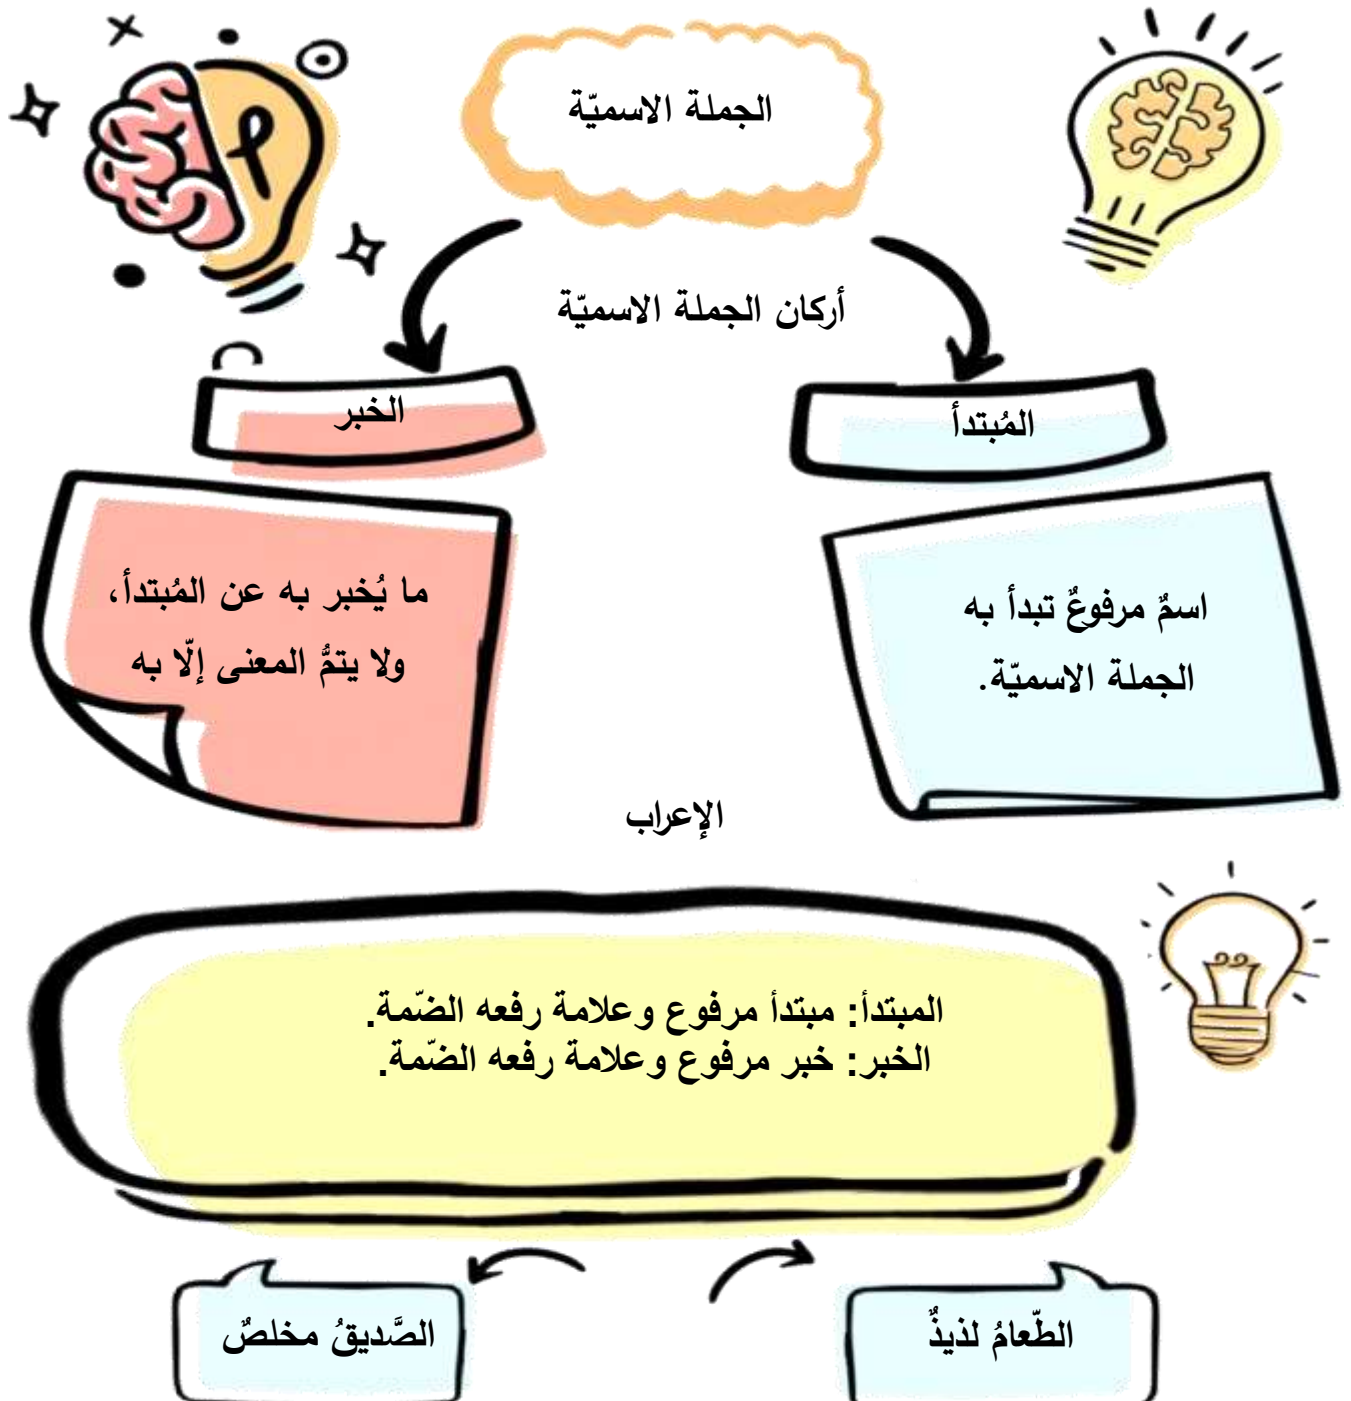 الجملة الاسميّة
أركان الجملة الاسميّة
المُبتدأ
الخبر
اسمٌ مرفوعٌ تبدأ به
الجملة الاسميّة.
ما يُخبر به عن المُبتدأ،
ولا يتمُّ المعنى إلّا به
الإعراب
المبتدأ: مبتدأ مرفوع وعلامة رفعه الضّمة.
الخبر: خبر مرفوع وعلامة رفعه الضّمة.
الطّعامُ لذيذٌ
الصَّديقُ مخلصٌ